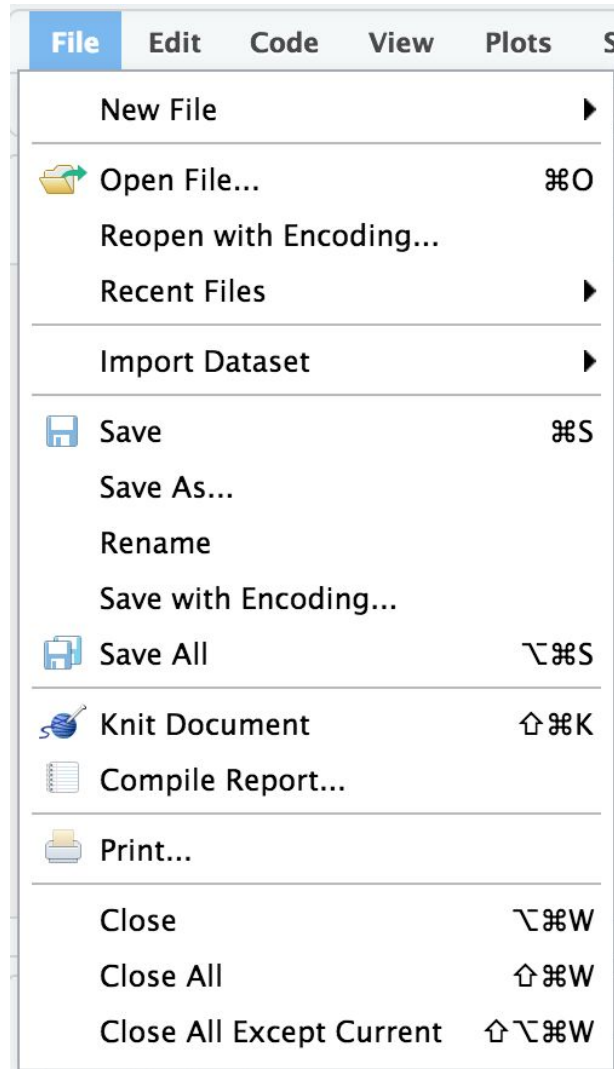 File Edit Code View Plots S
New File
Open File... ⌘O
Reopen with Encoding...
Recent Files
Import Dataset
Save ⌘S
Save As...
Rename
Save with Encoding...
Save All ⌥⌘S
Knit Document ⇧⌘K
Compile Report...
Print...
Close ⌥⌘W
Close All ⇧⌘W
Close All Except Current ⇧⌥⌘W